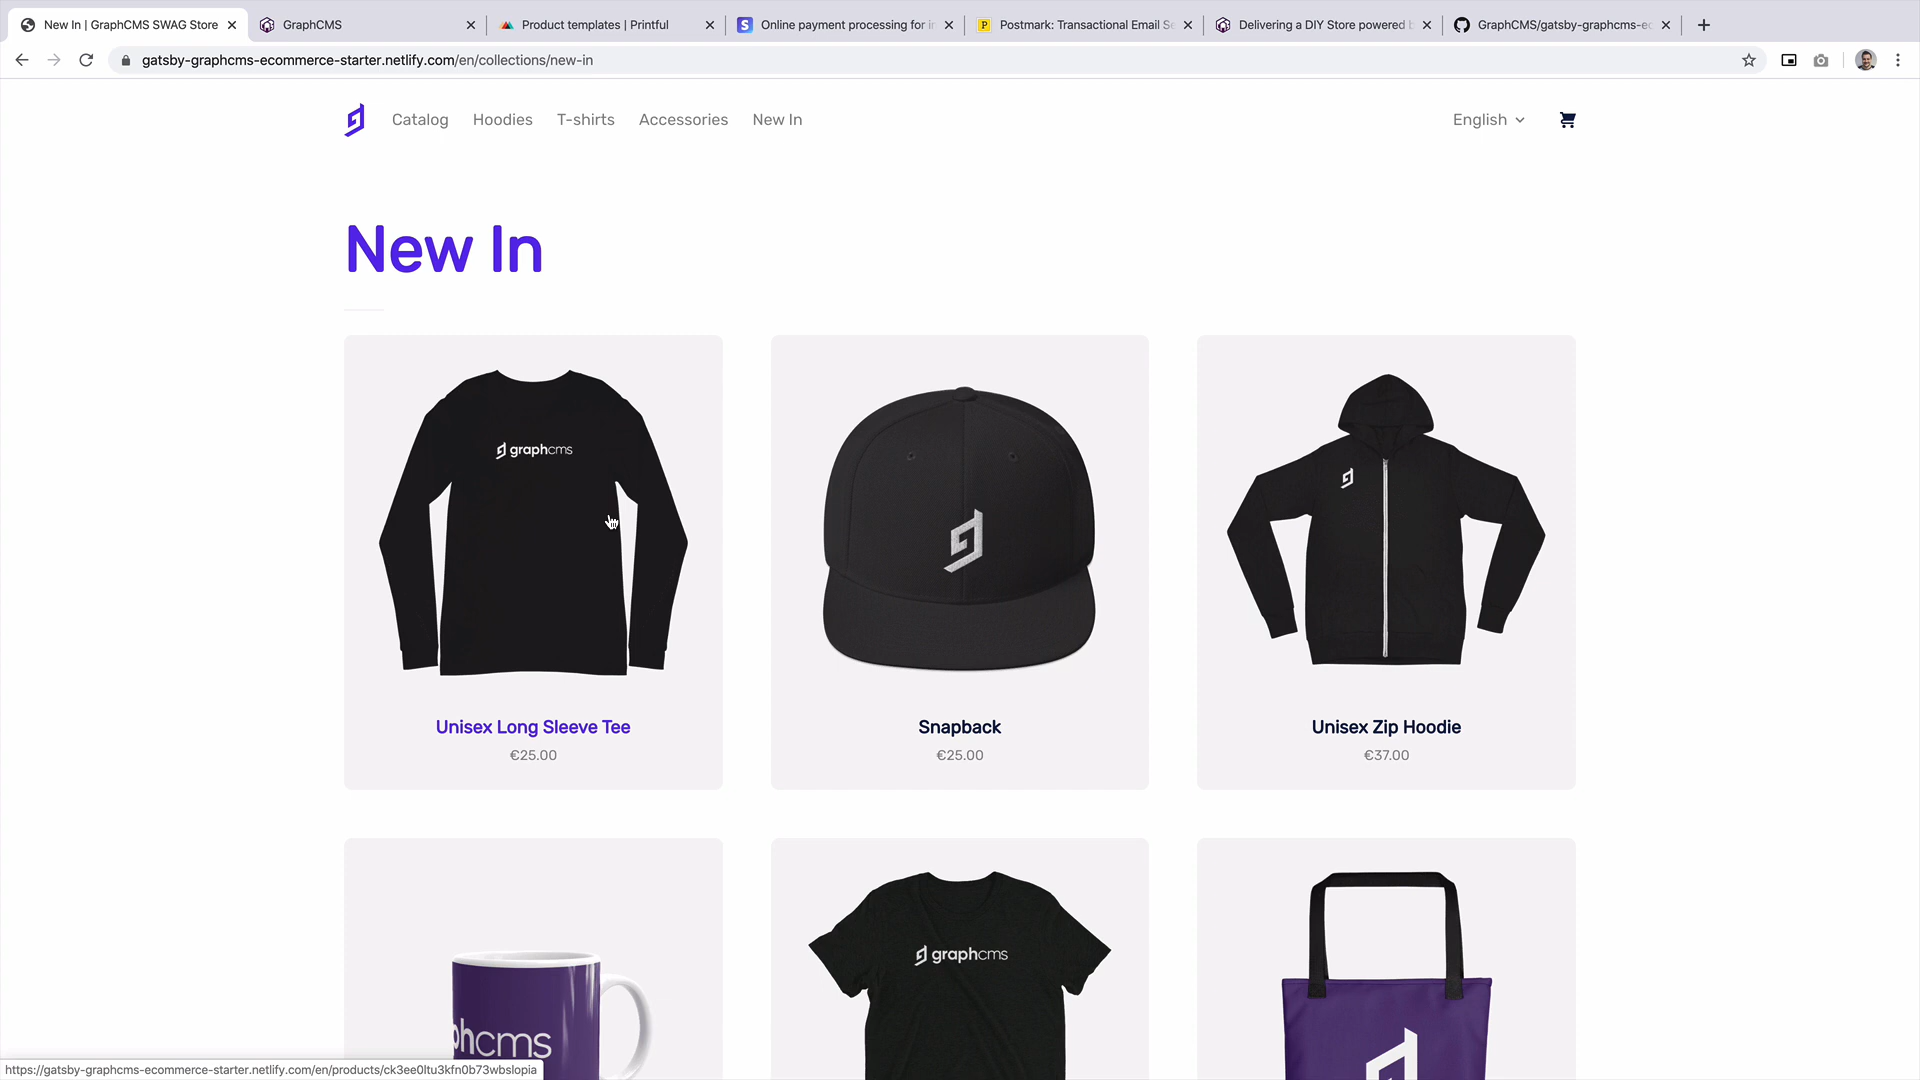 New In | GraphCMS SWAG Store
GraphCMS
Product templates | Printful
Online payment processing for i
Postmark: Transactional Email Se
Delivering a DIY Store powered
GraphCMS/gatsby-graphcms-ec
gatsby-graphcms-ecommerce-starter.netlify.com/en/collections/new-in
Catalog Hoodies T-shirts Accessories New In English
New In
graphcms
Unisex Long Sleeve Tee
€25.00
Snapback
€25.00
Unisex Zip Hoodie
€37.00
hcms
graphcms
https://gatsby-graphcms-ecommerce-starter.netlify.com/en/products/ck3ee0ltu3kfn0b73wbslopia